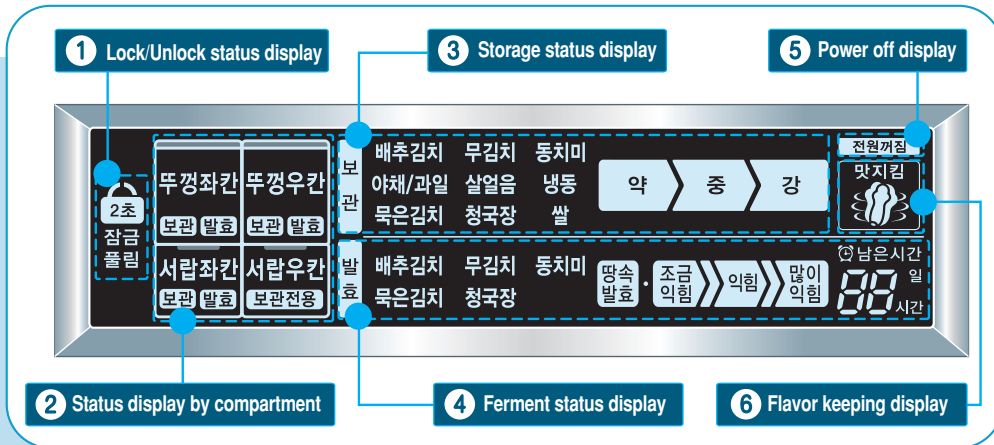 1 Lock/Unlock status display
3 Storage status display
5 Power off display
2초
잠금
풀림
뚜껑좌칸
보관 발효
뚜껑우칸
보관 발효
서랍좌칸
보관 발효
서랍우칸
보관전용
보관
배추김치 무김치 동치미
야채/과일 살얼음 냉동
묵은김치 청국장 쌀
약 중 강
전원꺼짐
맛지킴
발효
배추김치 무김치 동치미
묵은김치 청국장
땅속
발효
·
조금
익힘
익힘
많이
익힘
남은시간
88
일
시간
2 Status display by compartment
4 Ferment status display
6 Flavor keeping display